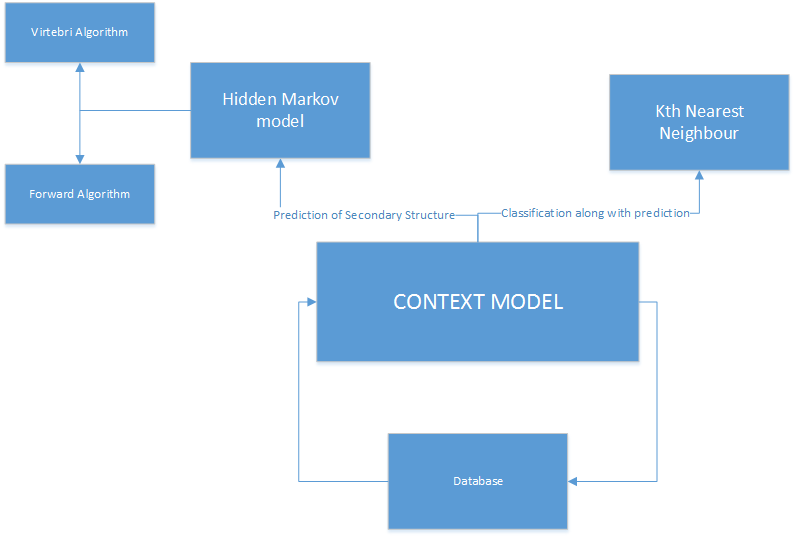 Virtebri Algorithm
Hidden Markov
model
Kth Nearest
Neighbour
Forward Algorithm
Prediction of Secondary Structure
Classification along with prediction
CONTEXT MODEL
Database